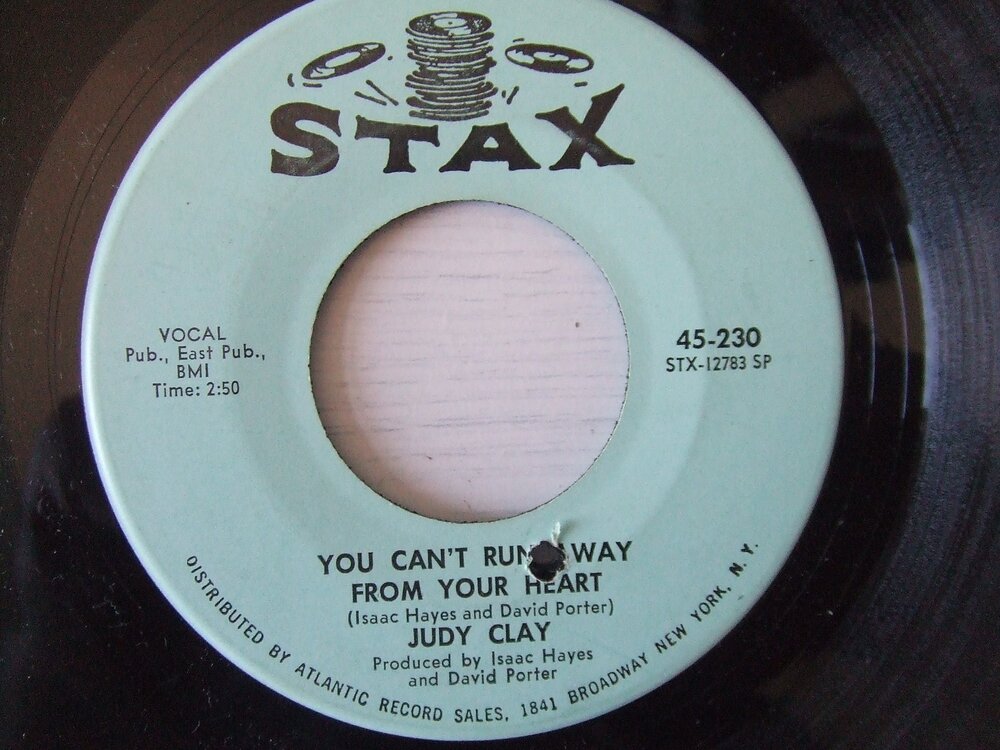 STAX
VOCAL
Pub., East Pub.,
BMI
Time: 2:50
45-230
STX-12783 SP
YOU CAN'T RUN AWAY
FROM YOUR HEART
(Isaac Hayes and David Porter)
JUDY CLAY
Produced by Isaac Hayes
and David Porter
DISTRIBUTED BY ATLANTIC RECORD SALES, 1841 BROADWAY NEW YORK, N. Y.